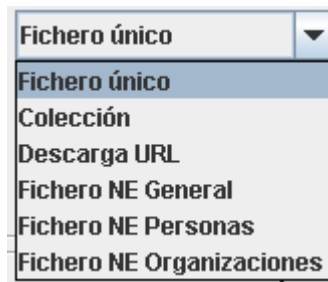 Fichero único
Fichero único
Colección
Descarga URL
Fichero NE General
Fichero NE Personas
Fichero NE Organizaciones